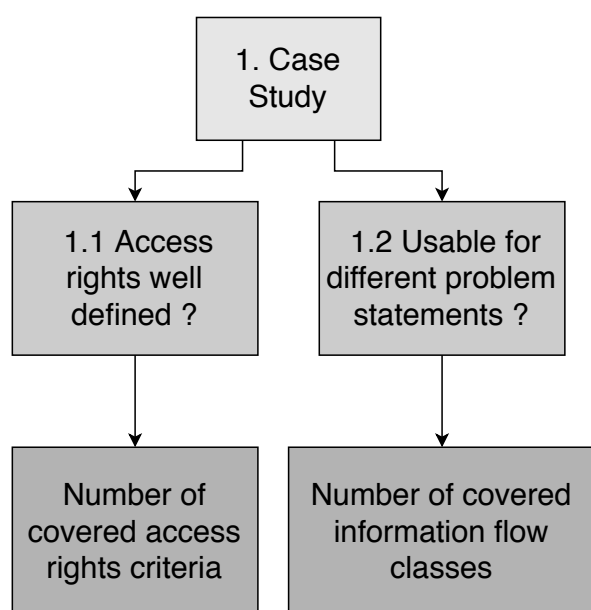 1. Case
Study
1.1 Access
rights well
defined ?
1.2 Usable for
different problem
statements ?
Number of
covered access
rights criteria
Number of covered
information flow
classes